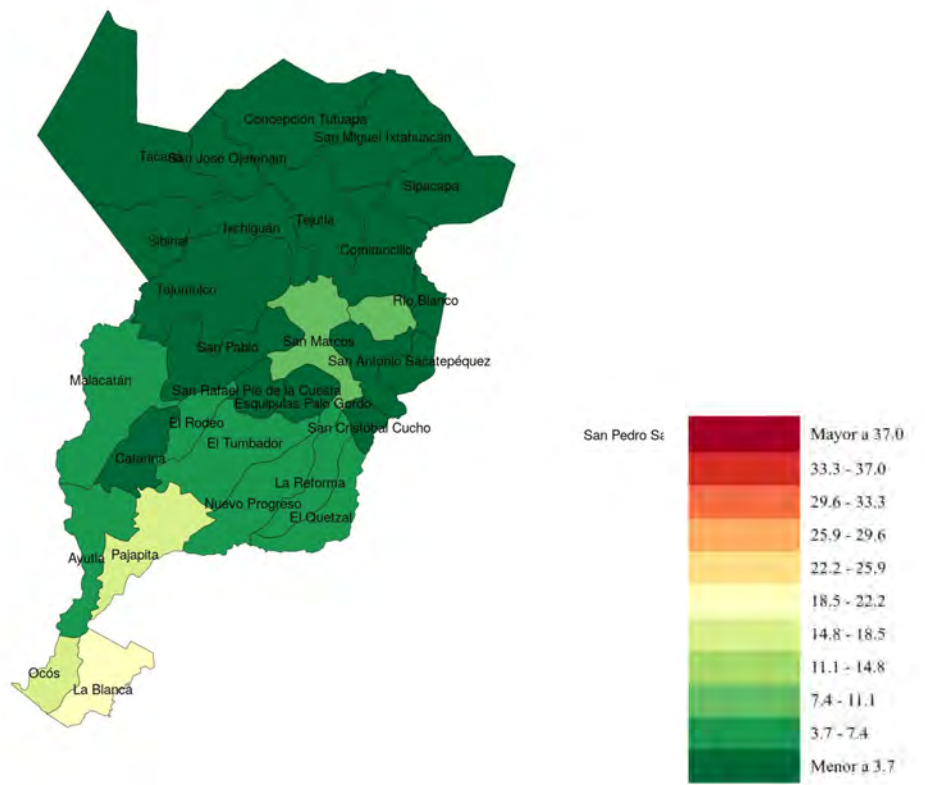 Concepción Tutuapa
San Miguel Ixtahuacán
San José Ojetenam
Sipacapa
Tejutla
Ixchiguán
Sibinal
Comitancillo
Tajumulco
Río Blanco
San Marcos
San Pablo
San Antonio Sacatepéquez
Malacatán
San Rafael Pie de la Cuesta
Esquipulas Palo Gordo
El Rodeo
San Cristóbal Cucho
El Tumbador
Catarina
La Reforma
Nuevo Progreso
El Quetzal
Ayutla
Pajapita
Ocós
La Blanca
San Pedro Sa
Mayor a 37.0
33.3 - 37.0
29.6 - 33.3
25.9 - 29.6
22.2 - 25.9
18.5 - 22.2
14.8 - 18.5
11.1 - 14.8
7.4 - 11.1
3.7 - 7.4
Menor a 3.7